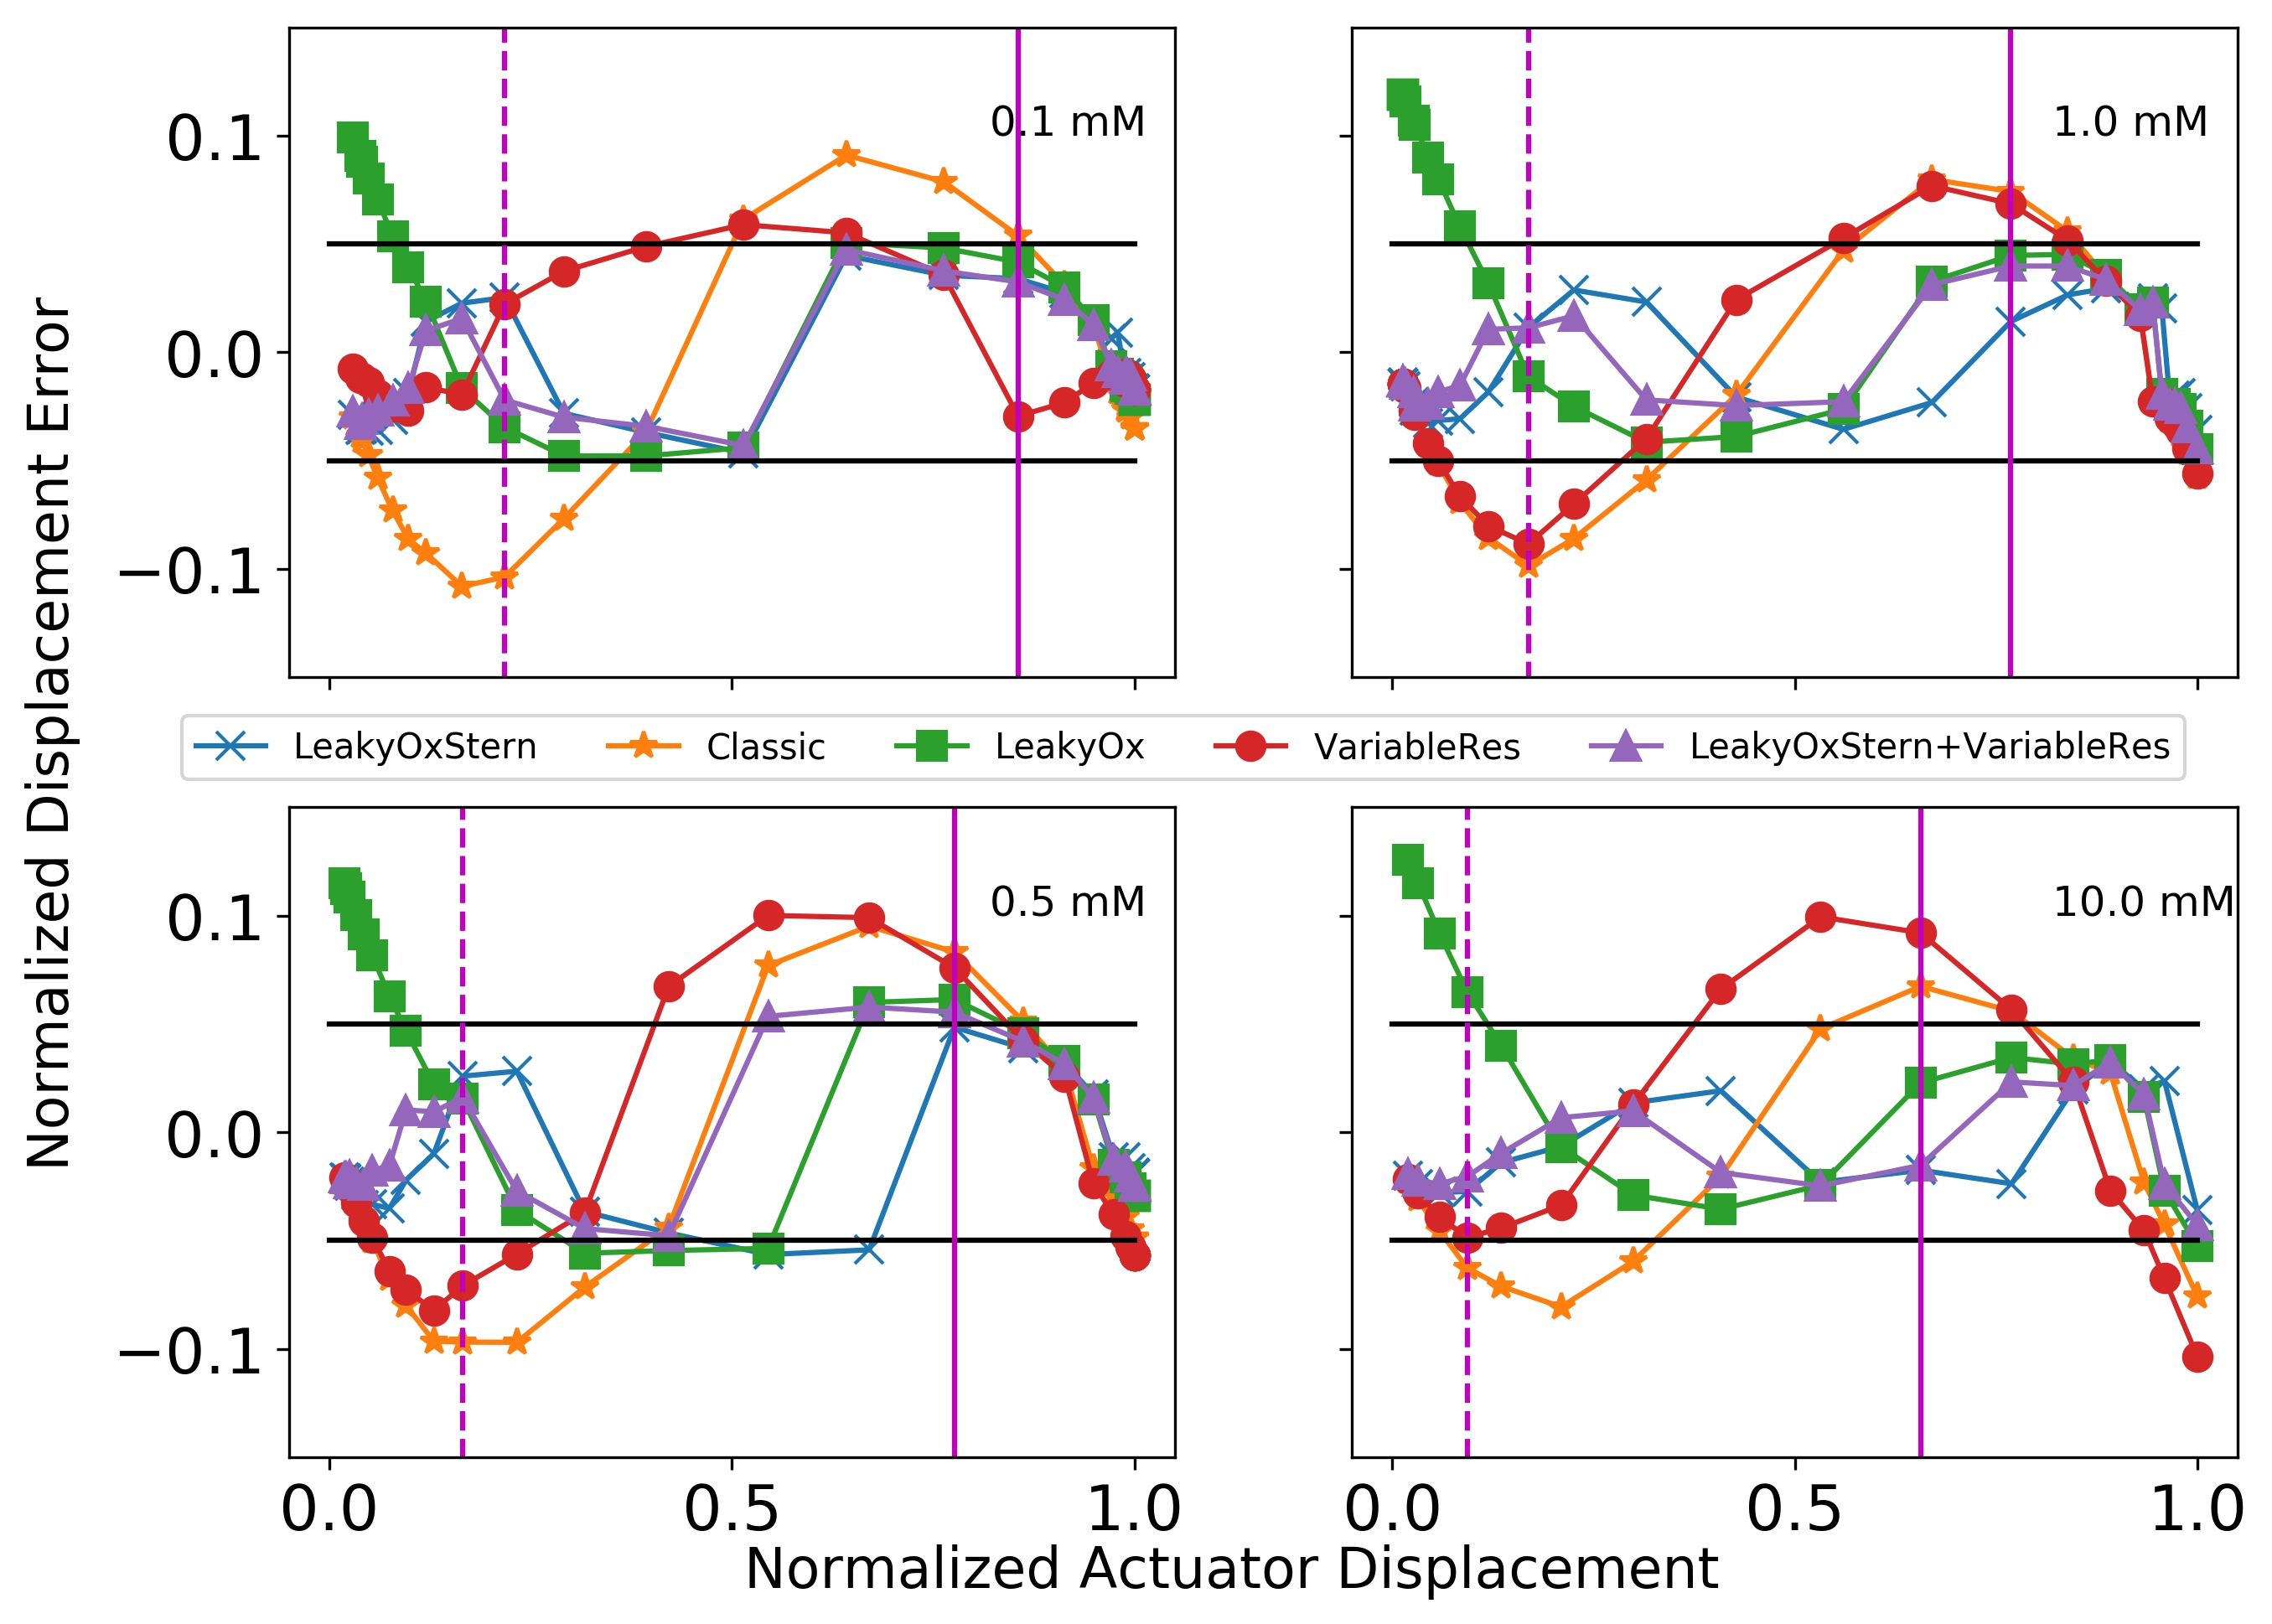 0.1
0.0
−0.1
0.1 mM
1.0 mM
LeakyOxStern
Classic
LeakyOx
VariableRes
LeakyOxStern+VariableRes
Normalized Displacement Error
0.1
0.0
−0.1
0.5 mM
10.0 mM
0.0
0.5
1.0
0.0
0.5
1.0
Normalized Actuator Displacement